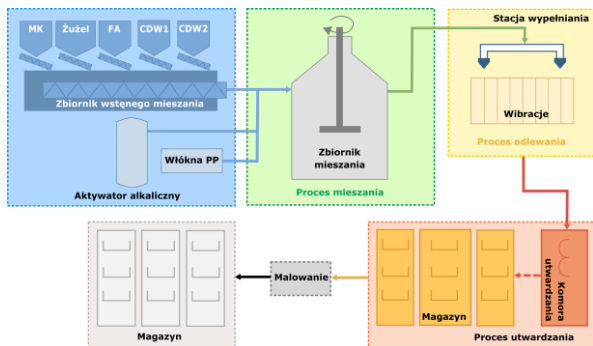 MK Żużel FA CDW1 CDW2
Zbiornik wstęnego mieszania
Włókna PP
Aktywator alkaliczny
Zbiornik
mieszania
Proces mieszania
Stacja wypełniania
Wibracje
Proces odlewania
Komora
utwardzania
Magazyn
Proces utwardzania
Malowanie
Magazyn